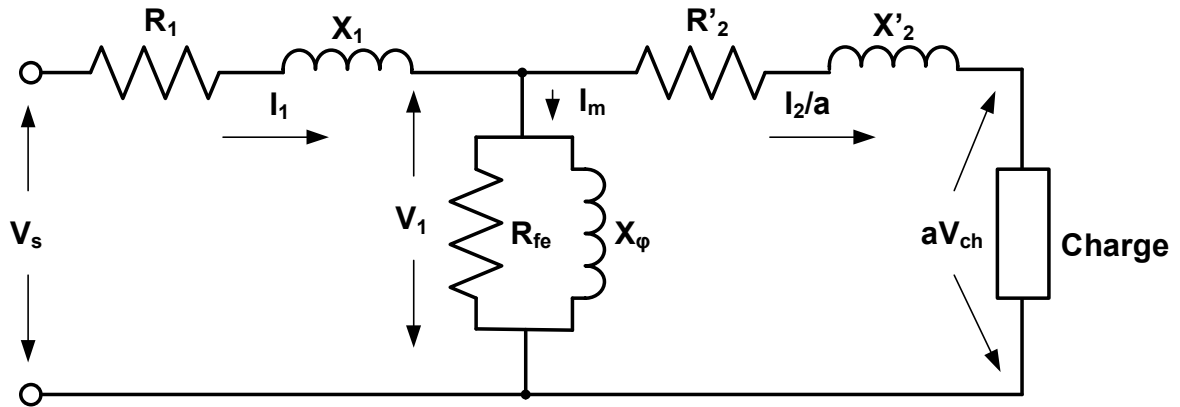 R1
X1
R'2
X'2
I1
Im
I2/a
Vs
V1
Rfe
Xφ
aVch
Charge